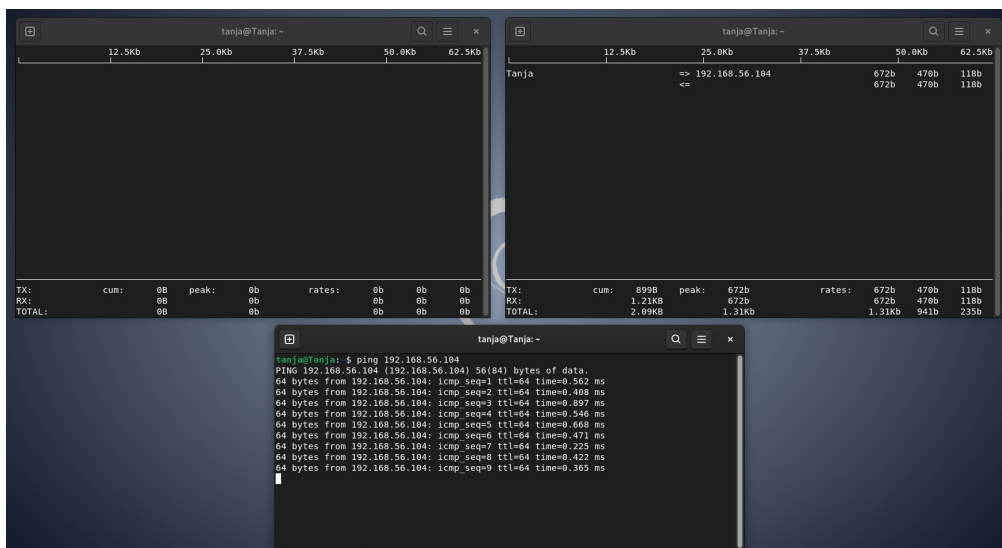 tanja@Tanja: ~
12.5Kb 25.0Kb 37.5Kb 50.0Kb 62.5Kb
TX: cum: 0B peak: 0b rates: 0b 0b 0b
RX: 0B 0b 0b 0b 0b
TOTAL: 0B 0b 0b 0b 0b
tanja@Tanja: ~
12.5Kb 25.0Kb 37.5Kb 50.0Kb 62.5Kb
Tanja => 192.168.56.104 672b 470b 118b
<= 672b 470b 118b
TX: cum: 899B peak: 672b rates: 672b 470b 118b
RX: 1.21KB 672b 672b 470b 118b
TOTAL: 2.09KB 1.31Kb 1.31Kb 941b 235b
tanja@Tanja: ~
tanja@Tanja:~$ ping 192.168.56.104
PING 192.168.56.104 (192.168.56.104) 56(84) bytes of data.
64 bytes from 192.168.56.104: icmp_seq=1 ttl=64 time=0.562 ms
64 bytes from 192.168.56.104: icmp_seq=2 ttl=64 time=0.408 ms
64 bytes from 192.168.56.104: icmp_seq=3 ttl=64 time=0.897 ms
64 bytes from 192.168.56.104: icmp_seq=4 ttl=64 time=0.546 ms
64 bytes from 192.168.56.104: icmp_seq=5 ttl=64 time=0.668 ms
64 bytes from 192.168.56.104: icmp_seq=6 ttl=64 time=0.471 ms
64 bytes from 192.168.56.104: icmp_seq=7 ttl=64 time=0.225 ms
64 bytes from 192.168.56.104: icmp_seq=8 ttl=64 time=0.422 ms
64 bytes from 192.168.56.104: icmp_seq=9 ttl=64 time=0.365 ms